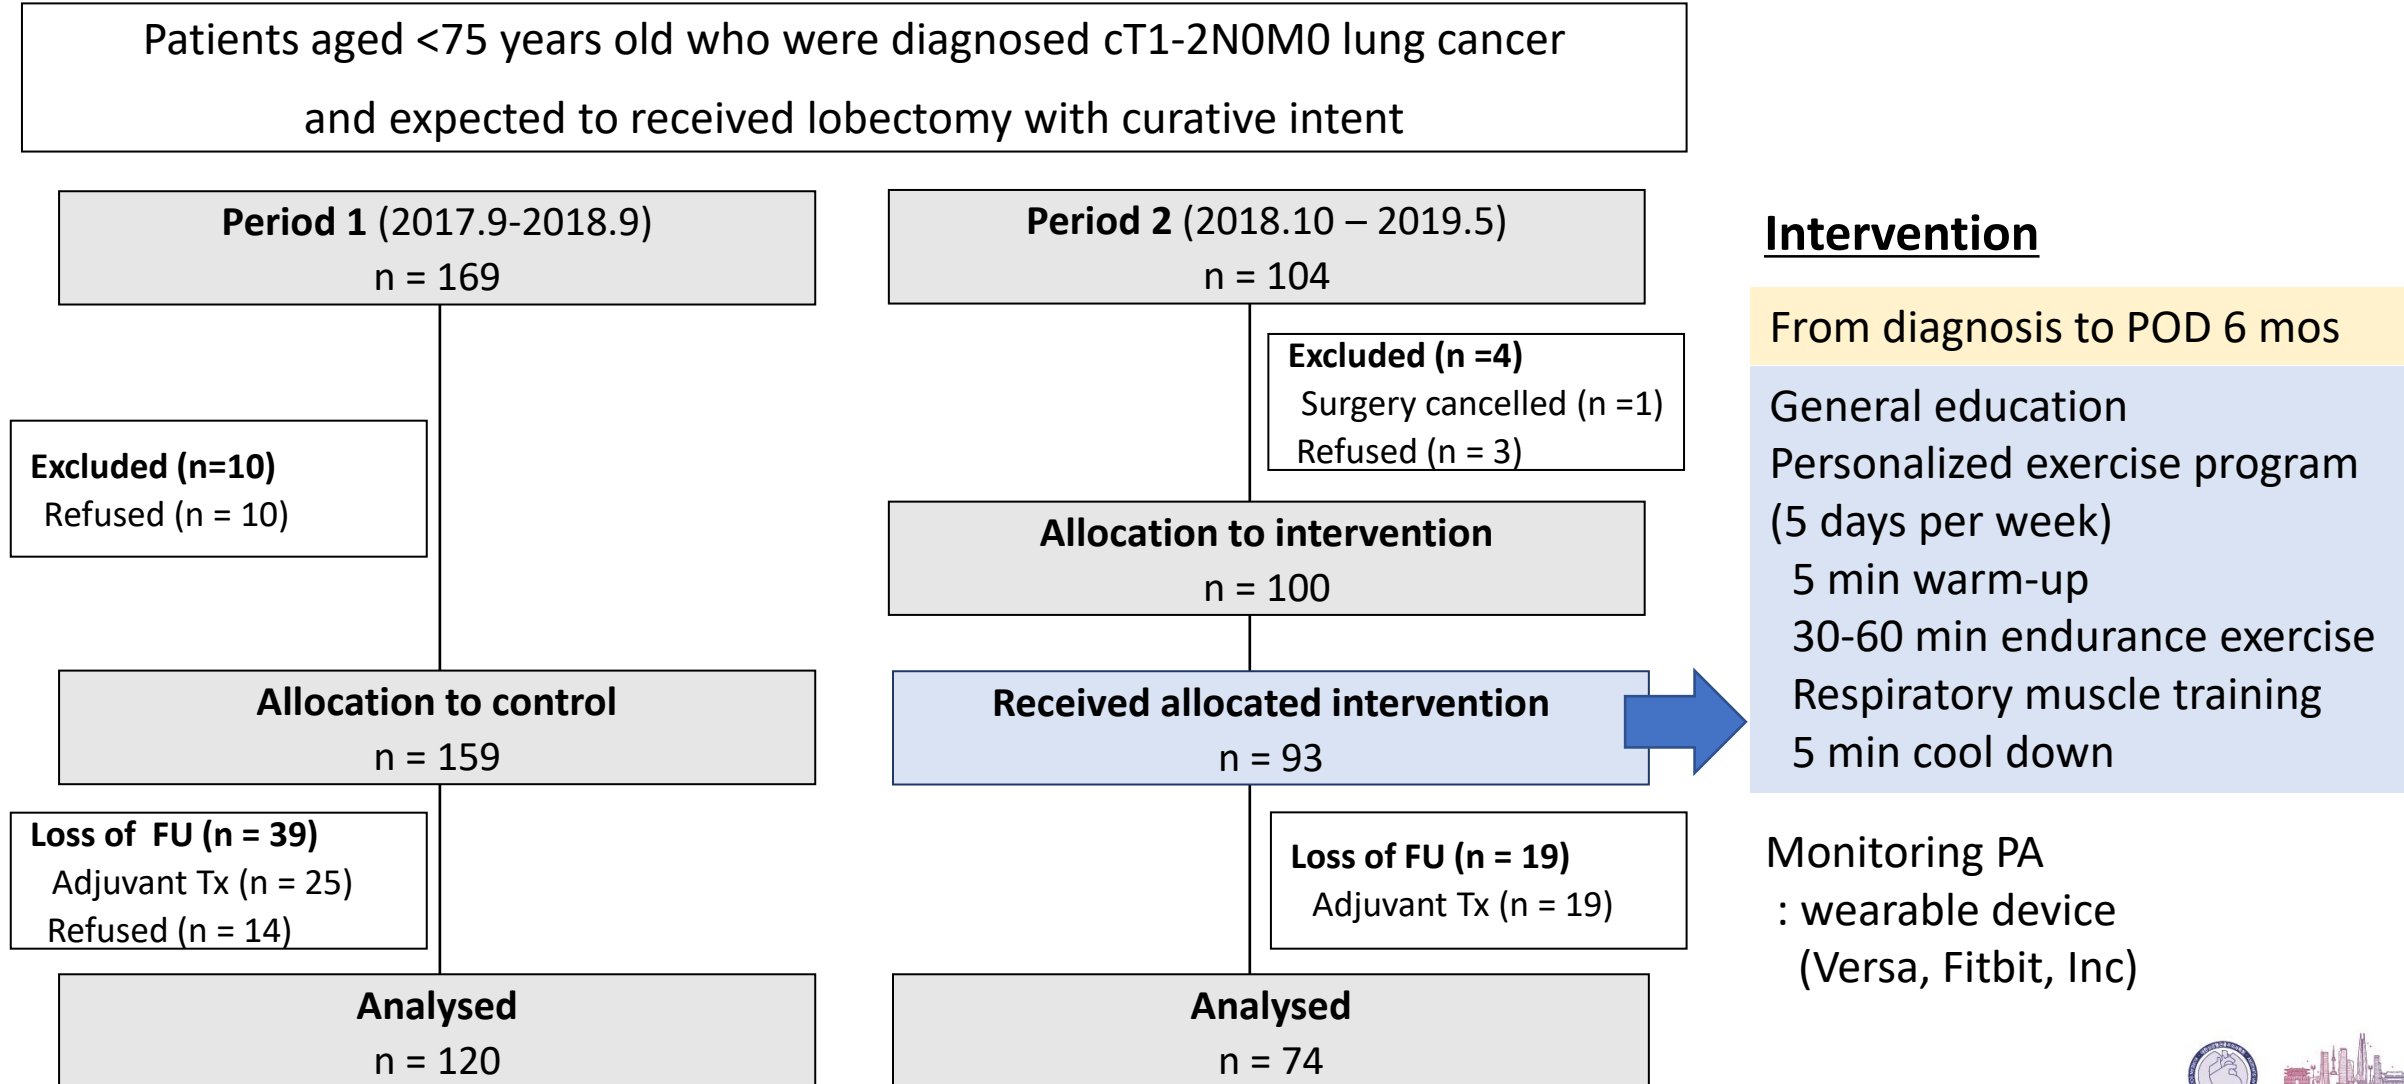 Patients aged <75 years old who were diagnosed cT1-2N0M0 lung cancer
and expected to received lobectomy with curative intent
Period 1 (2017.9-2018.9)
n = 169
Excluded (n=10)
Refused (n = 10)
Allocation to control
n = 159
Loss of FU (n = 39)
Adjuvant Tx (n = 25)
Refused (n = 14)
Analysed
n = 120
Period 2 (2018.10 – 2019.5)
n = 104
Excluded (n =4)
Surgery cancelled (n =1)
Refused (n = 3)
Allocation to intervention
n = 100
Received allocated intervention
n = 93
Loss of FU (n = 19)
Adjuvant Tx (n = 19)
Analysed
n = 74
Intervention
From diagnosis to POD 6 mos
General education
Personalized exercise program
(5 days per week)
5 min warm-up
30-60 min endurance exercise
Respiratory muscle training
5 min cool down
Monitoring PA
: wearable device
(Versa, Fitbit, Inc)